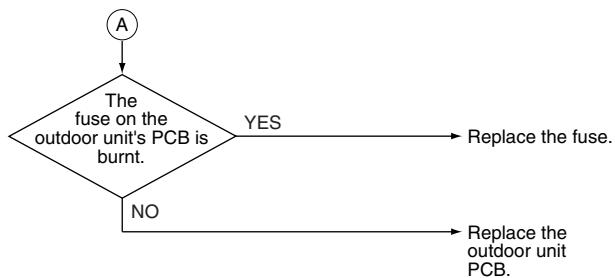 A
The
fuse on the
outdoor unit's PCB is
burnt.
YES
Replace the fuse.
NO
Replace the
outdoor unit
PCB.